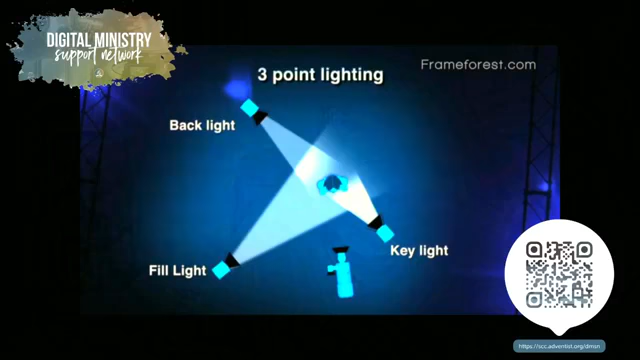 DIGITAL MINISTRY
support network
3 point lighting
Frameforest.com
Back light
Key light
Fill Light
https://scc.adventist.org/dmsn